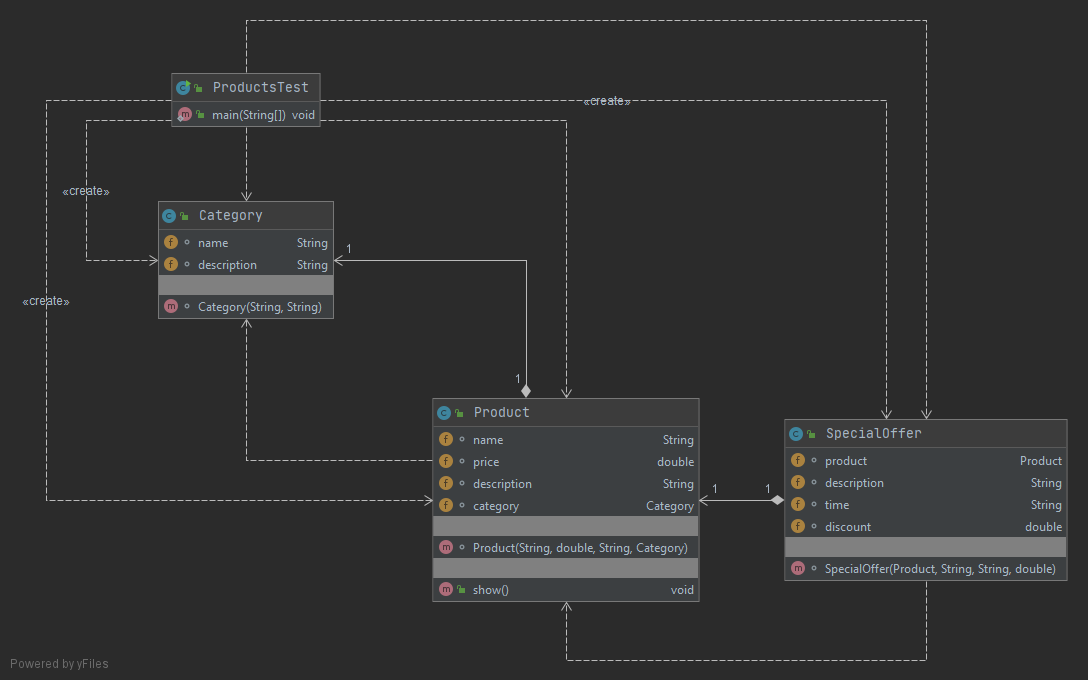 ProductsTest
main(String[]) void
«create»
«create»
«create»
Category
name String
description String
Category(String, String)
1
1
Product
name String
price double
description String
category Category
Product(String, double, String, Category)
show() void
1
1
SpecialOffer
product Product
description String
time String
discount double
SpecialOffer(Product, String, String, double)
Powered by yFiles